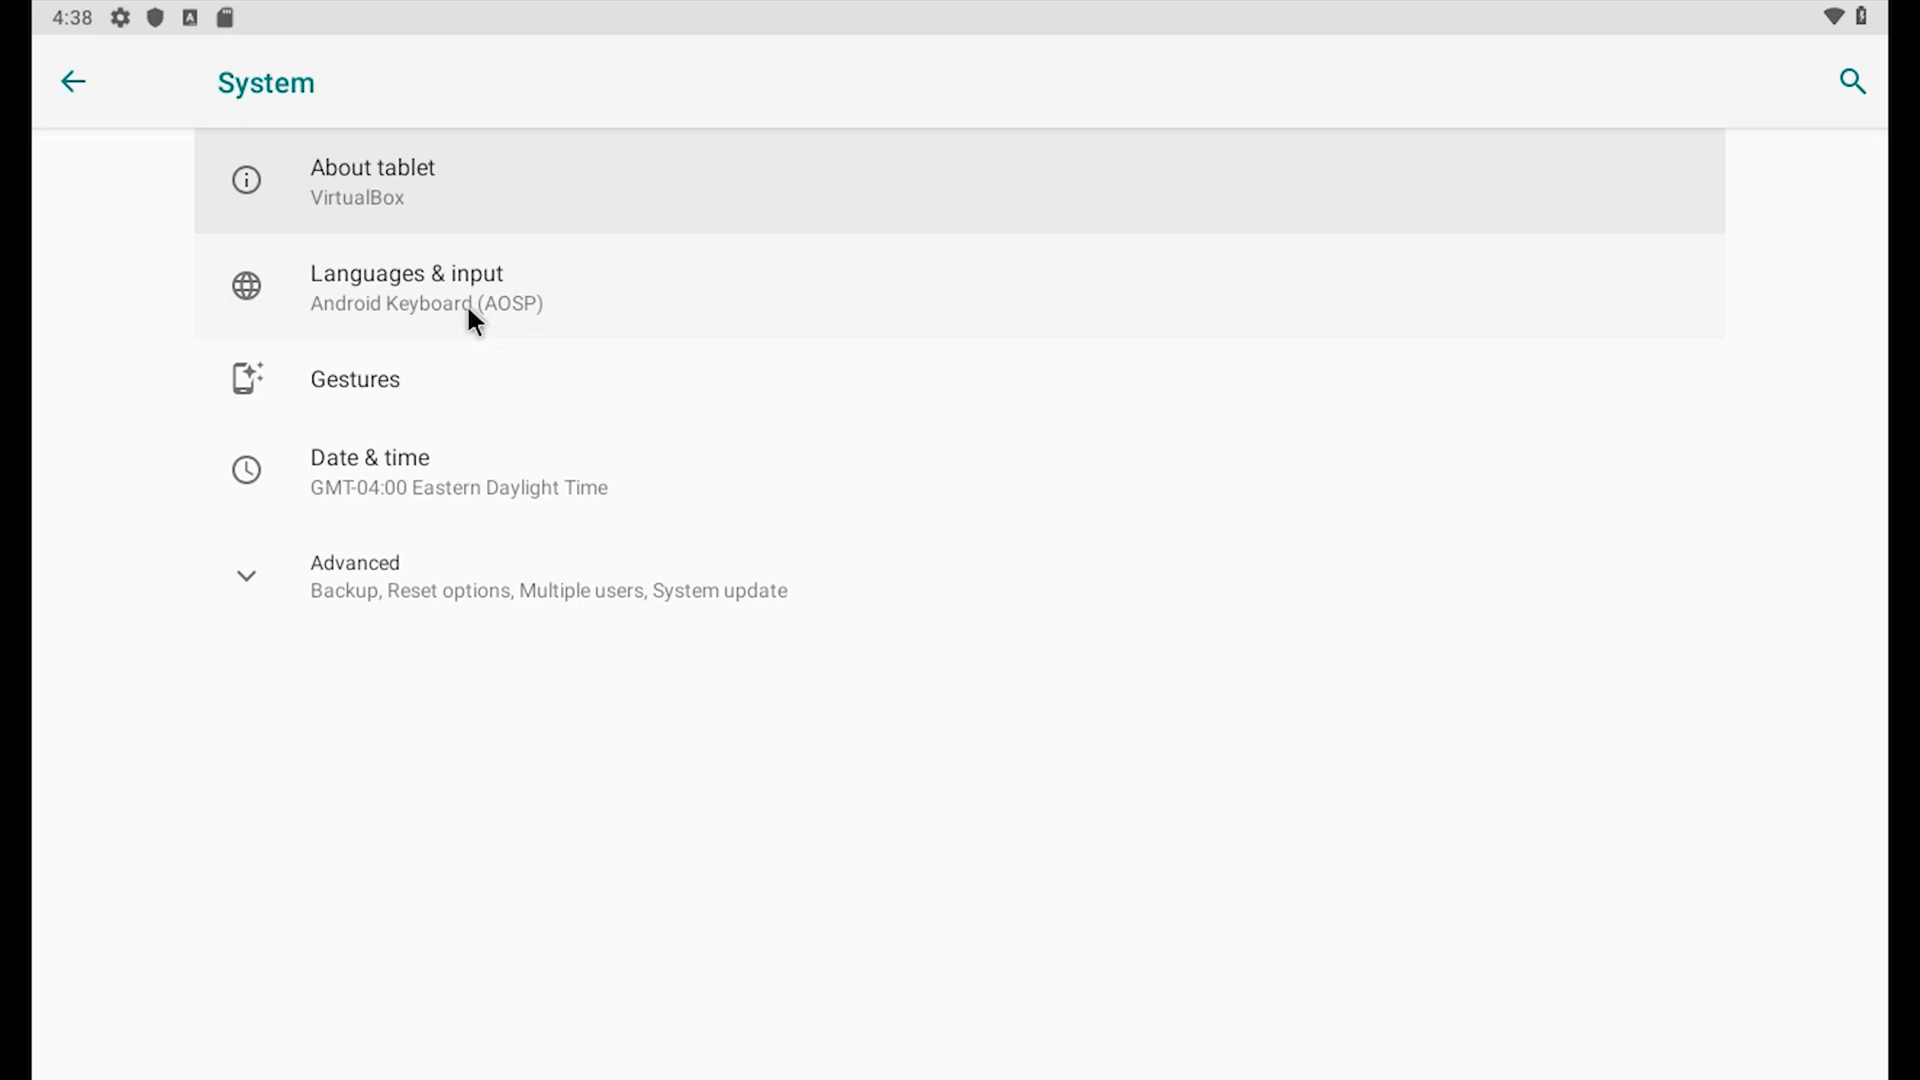 4:38
System
About tablet
VirtualBox
Languages & input
Android Keyboard (AOSP)
Gestures
Date & time
GMT-04:00 Eastern Daylight Time
Advanced
Backup, Reset options, Multiple users, System update